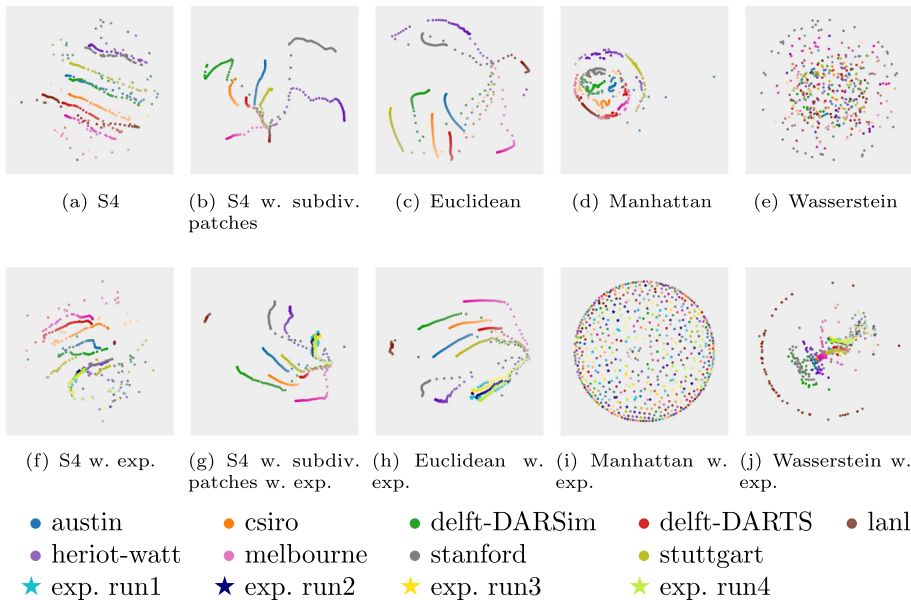 (a) S4
(b) S4 w. subdiv.
patches
(c) Euclidean
(d) Manhattan
(e) Wasserstein
(f) S4 w. exp.
(g) S4 w. subdiv.
patches w. exp.
(h) Euclidean w.
exp.
(i) Manhattan w.
exp.
(j) Wasserstein w.
exp.
austin csiro delft-DARSim delft-DARTS lanl
heriot-watt melbourne stanford stuttgart
exp. run1 exp. run2 exp. run3 exp. run4